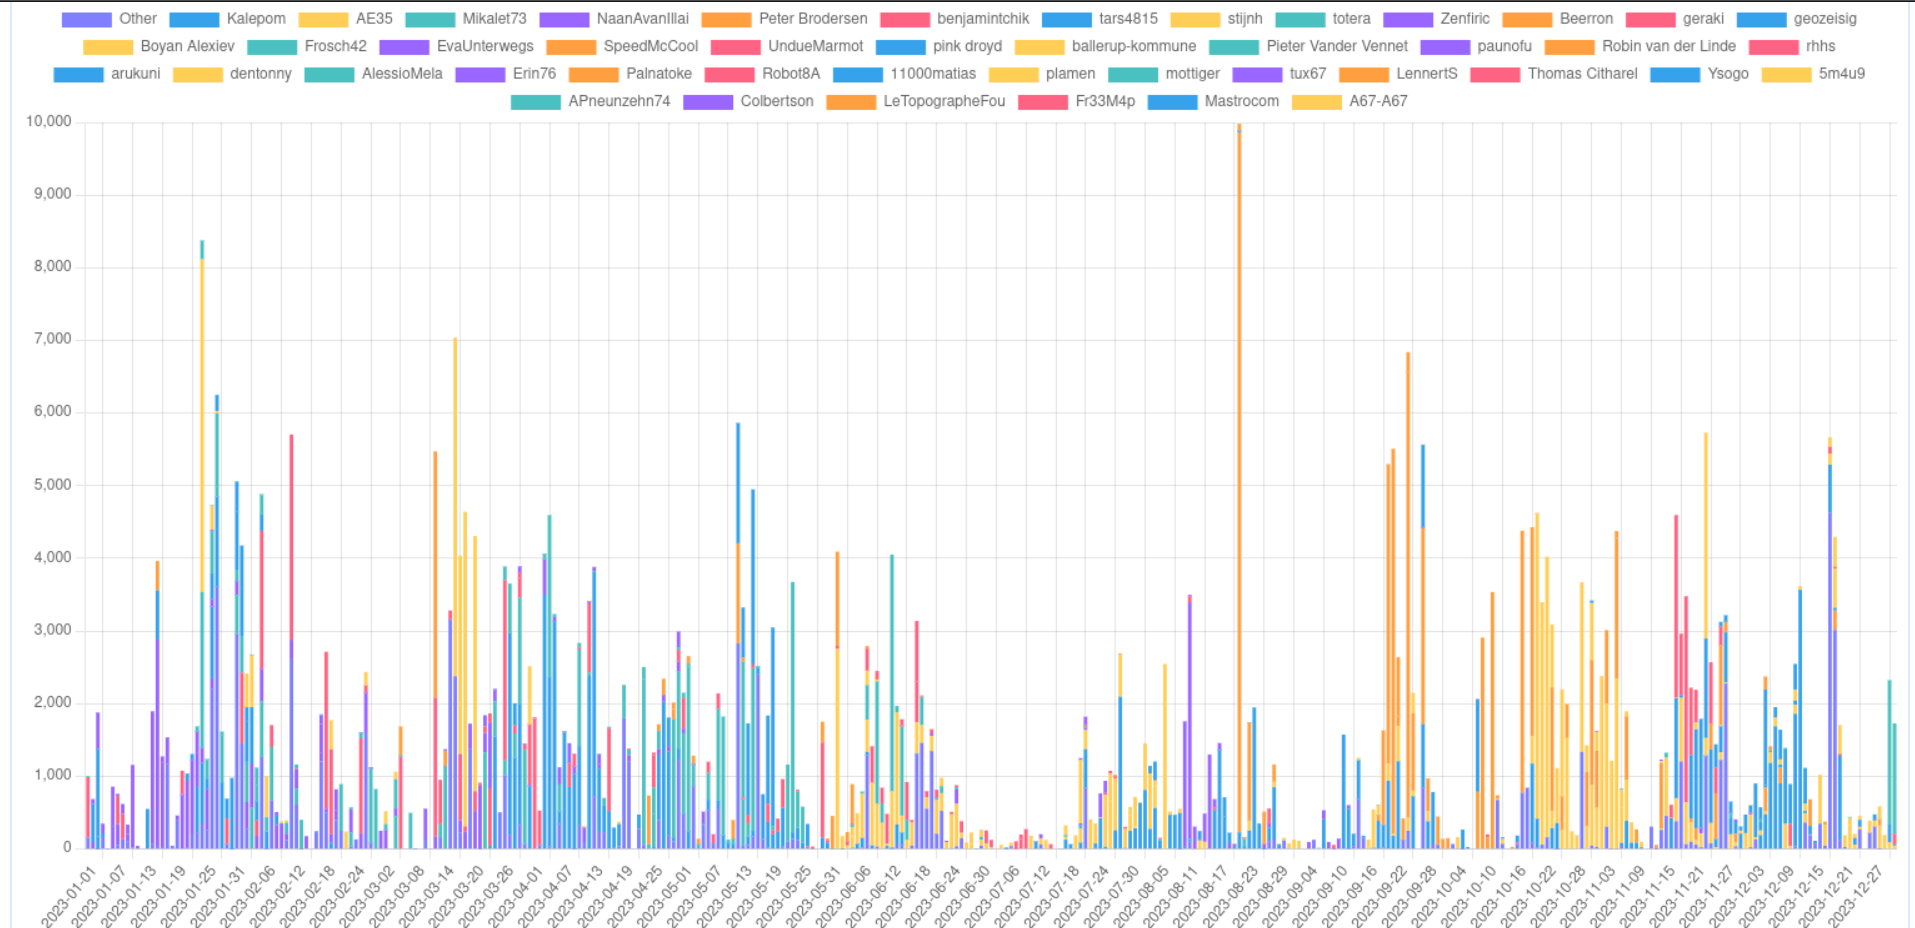 Other Kalepom AE35 Mikalet73 NaanAvanIllai Peter Brodersen benjamintchik tars4815 stijnh totera Zenfiric Beerron geraki geozeisig
Boyan Alexiev Frosch42 EvaUnterwegs SpeedMcCool UndueMarmot pink droyd ballerup-kommune Pieter Vander Vennet paunofu Robin van der Linde rhhs
arukuni dentonny AlessioMela Erin76 Palnatoke Robot8A 11000matias plamen mottiger tux67 LennertS Thomas Citharel Ysogo 5m4u9
APneunzehn74 Colbertson LeTopographeFou Fr33M4p Mastrocom A67-A67
10,000
9,000
8,000
7,000
6,000
5,000
4,000
3,000
2,000
1,000
0
2023-01-01 2023-01-07 2023-01-13 2023-01-19 2023-01-25 2023-01-31 2023-02-06 2023-02-12 2023-02-18 2023-02-24 2023-03-02 2023-03-08 2023-03-14 2023-03-20 2023-03-26 2023-04-01 2023-04-07 2023-04-13 2023-04-19 2023-04-25 2023-05-01 2023-05-07 2023-05-13 2023-05-19 2023-05-25 2023-05-31 2023-06-06 2023-06-12 2023-06-18 2023-06-24 2023-06-30 2023-07-06 2023-07-12 2023-07-18 2023-07-24 2023-07-30 2023-08-05 2023-08-11 2023-08-17 2023-08-23 2023-08-29 2023-09-04 2023-09-10 2023-09-16 2023-09-22 2023-09-28 2023-10-04 2023-10-10 2023-10-16 2023-10-22 2023-10-28 2023-11-03 2023-11-09 2023-11-15 2023-11-21 2023-11-27 2023-12-03 2023-12-09 2023-12-15 2023-12-21 2023-12-27